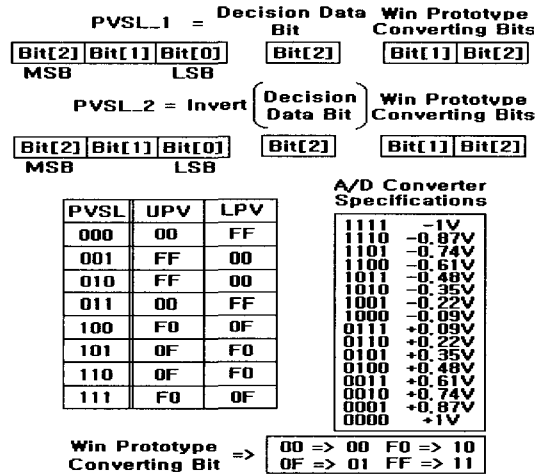 PVSL_1 = Decision Data Bit Win Prototype Converting Bits
Bit[2] Bit[1] Bit[0] Bit[2] Bit[1] Bit[2]
MSB LSB
PVSL_2 = Invert (Decision Data Bit) Win Prototype Converting Bits
Bit[2] Bit[1] Bit[0] Bit[2] Bit[1] Bit[2]
MSB LSB
PVSL UPV LPV
000 00 FF
001 FF 00
010 FF 00
011 00 FF
100 F0 0F
101 0F F0
110 0F F0
111 F0 0F
A/D Converter
Specifications
1111 -1V
1110 -0.87V
1101 -0.74V
1100 -0.61V
1011 -0.48V
1010 -0.35V
1001 -0.22V
1000 -0.09V
0111 +0.09V
0110 +0.22V
0101 +0.35V
0100 +0.48V
0011 +0.61V
0010 +0.74V
0001 +0.87V
0000 +1V
Win Prototype Converting Bit =>
00 => 00 F0 => 10
0F => 01 FF => 11